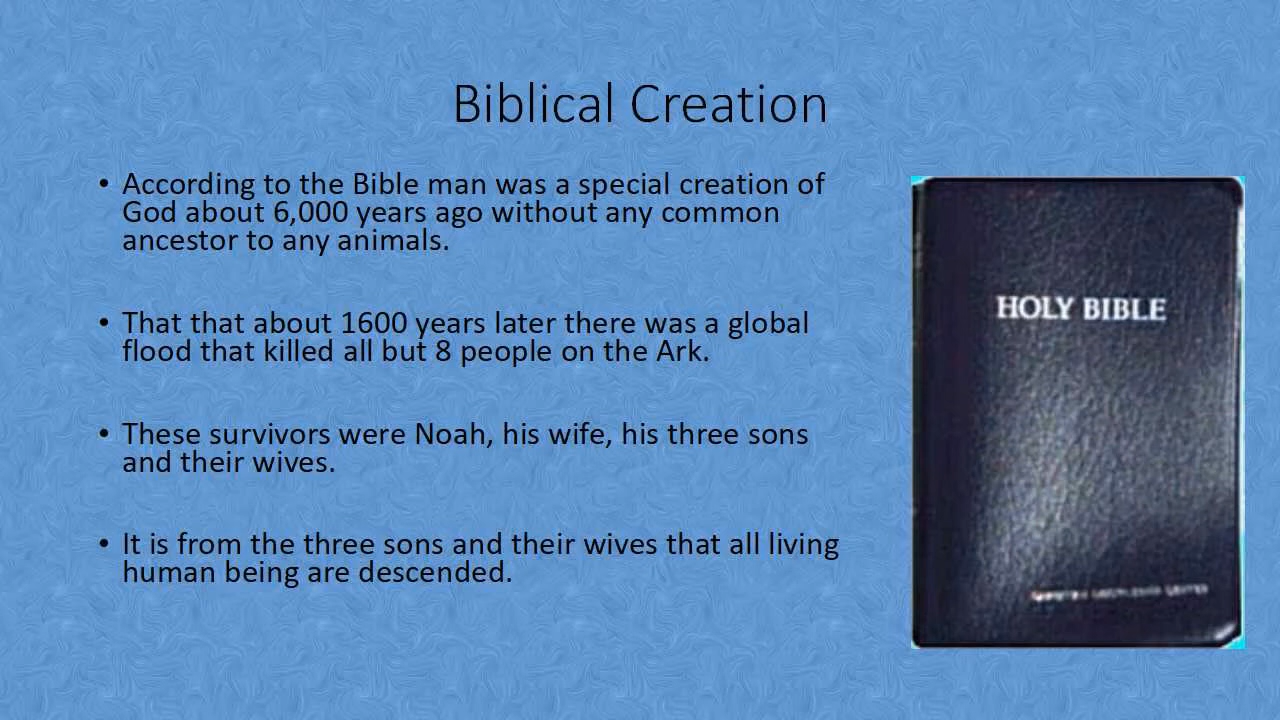 Biblical Creation
• According to the Bible man was a special creation of
God about 6,000 years ago without any common
ancestor to any animals.
• That that about 1600 years later there was a global
flood that killed all but 8 people on the Ark.
• These survivors were Noah, his wife, his three sons
and their wives.
• It is from the three sons and their wives that all living
human being are descended.
HOLY BIBLE